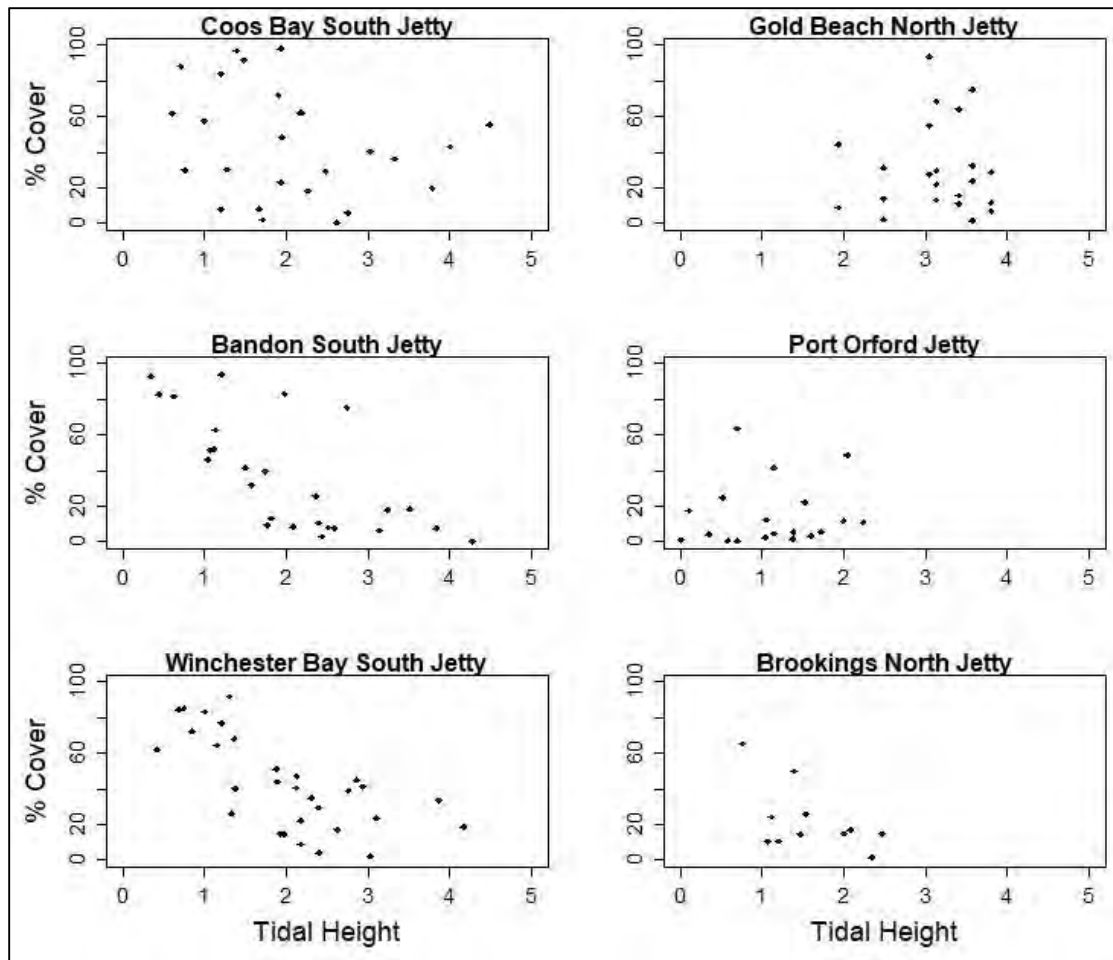 Coos Bay South Jetty
% Cover
0 20 60 100
0 1 2 3 4 5
Gold Beach North Jetty
0 20 60 100
0 1 2 3 4 5
Bandon South Jetty
% Cover
0 20 60 100
0 1 2 3 4 5
Port Orford Jetty
0 20 60 100
0 1 2 3 4 5
Winchester Bay South Jetty
% Cover
0 20 60 100
0 1 2 3 4 5
Tidal Height
Brookings North Jetty
0 20 60 100
0 1 2 3 4 5
Tidal Height